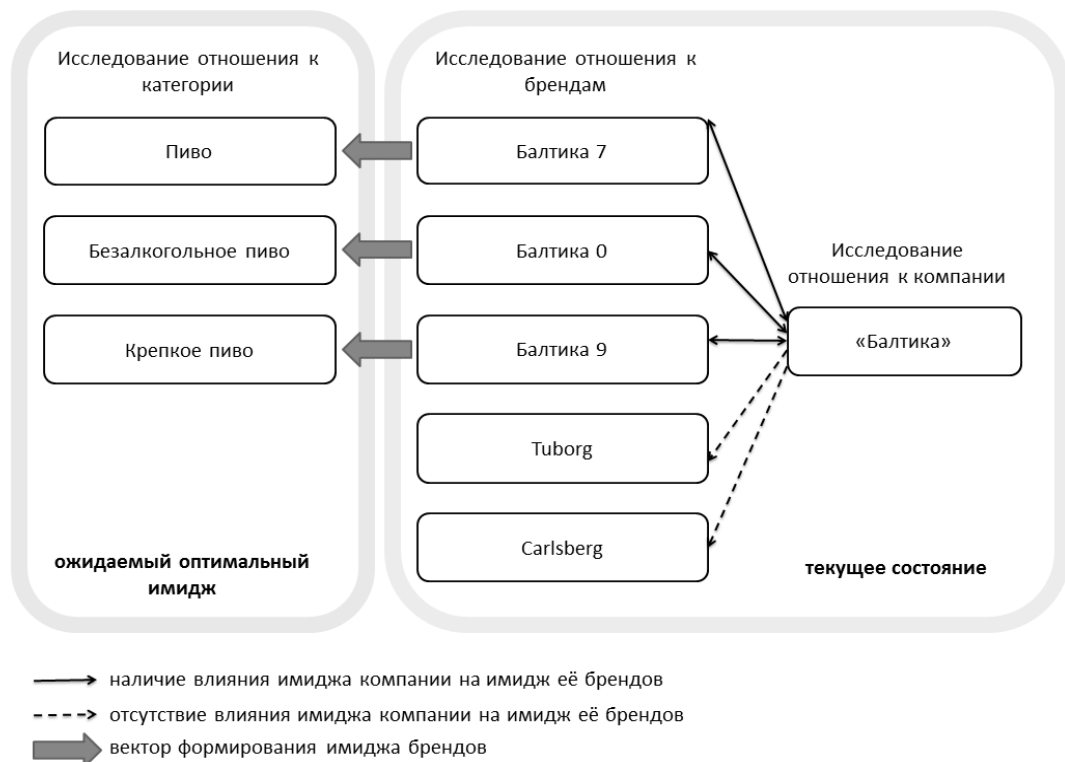 Исследование отношения к
категории
Пиво
Безалкогольное пиво
Крепкое пиво
ожидаемый оптимальный
имидж
Исследование отношения к
брендам
Балтика 7
Балтика 0
Балтика 9
Tuborg
Carlsberg
Исследование
отношения к компании
«Балтика»
текущее состояние
наличие влияния имиджа компании на имидж её брендов
отсутствие влияния имиджа компании на имидж её брендов
вектор формирования имиджа брендов